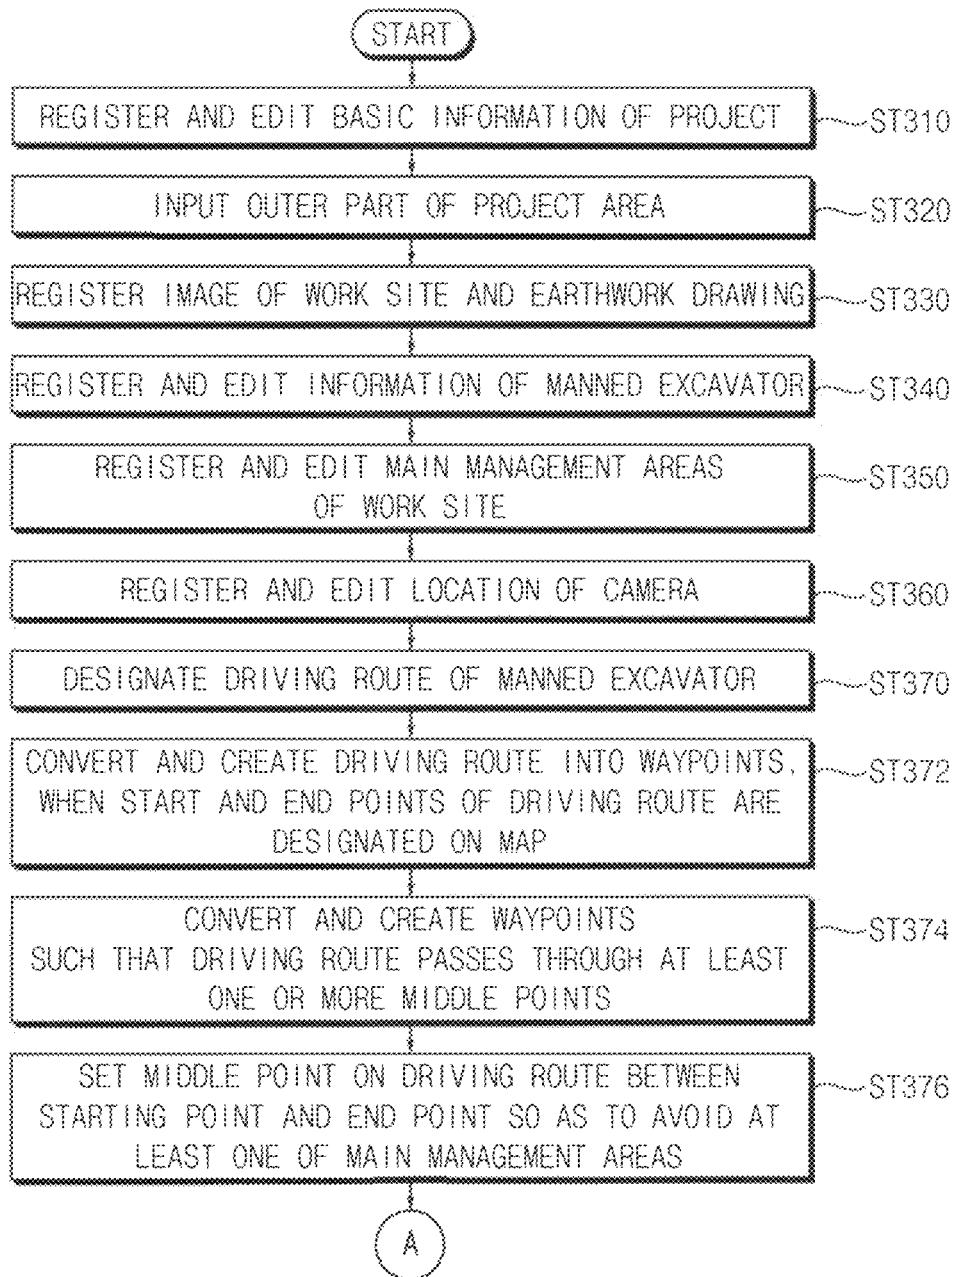 START
REGISTER AND EDIT BASIC INFORMATION OF PROJECT
ST310
INPUT OUTER PART OF PROJECT AREA
ST320
REGISTER IMAGE OF WORK SITE AND EARTHWORK DRAWING
ST330
REGISTER AND EDIT INFORMATION OF MANNED EXCAVATOR
ST340
REGISTER AND EDIT MAIN MANAGEMENT AREAS
OF WORK SITE
ST350
REGISTER AND EDIT LOCATION OF CAMERA
ST360
DESIGNATE DRIVING ROUTE OF MANNED EXCAVATOR
ST370
CONVERT AND CREATE DRIVING ROUTE INTO WAYPOINTS,
WHEN START AND END POINTS OF DRIVING ROUTE ARE
DESIGNATED ON MAP
ST372
CONVERT AND CREATE WAYPOINTS
SUCH THAT DRIVING ROUTE PASSES THROUGH AT LEAST
ONE OR MORE MIDDLE POINTS
ST374
SET MIDDLE POINT ON DRIVING ROUTE BETWEEN
STARTING POINT AND END POINT SO AS TO AVOID AT
LEAST ONE OF MAIN MANAGEMENT AREAS
ST376
A